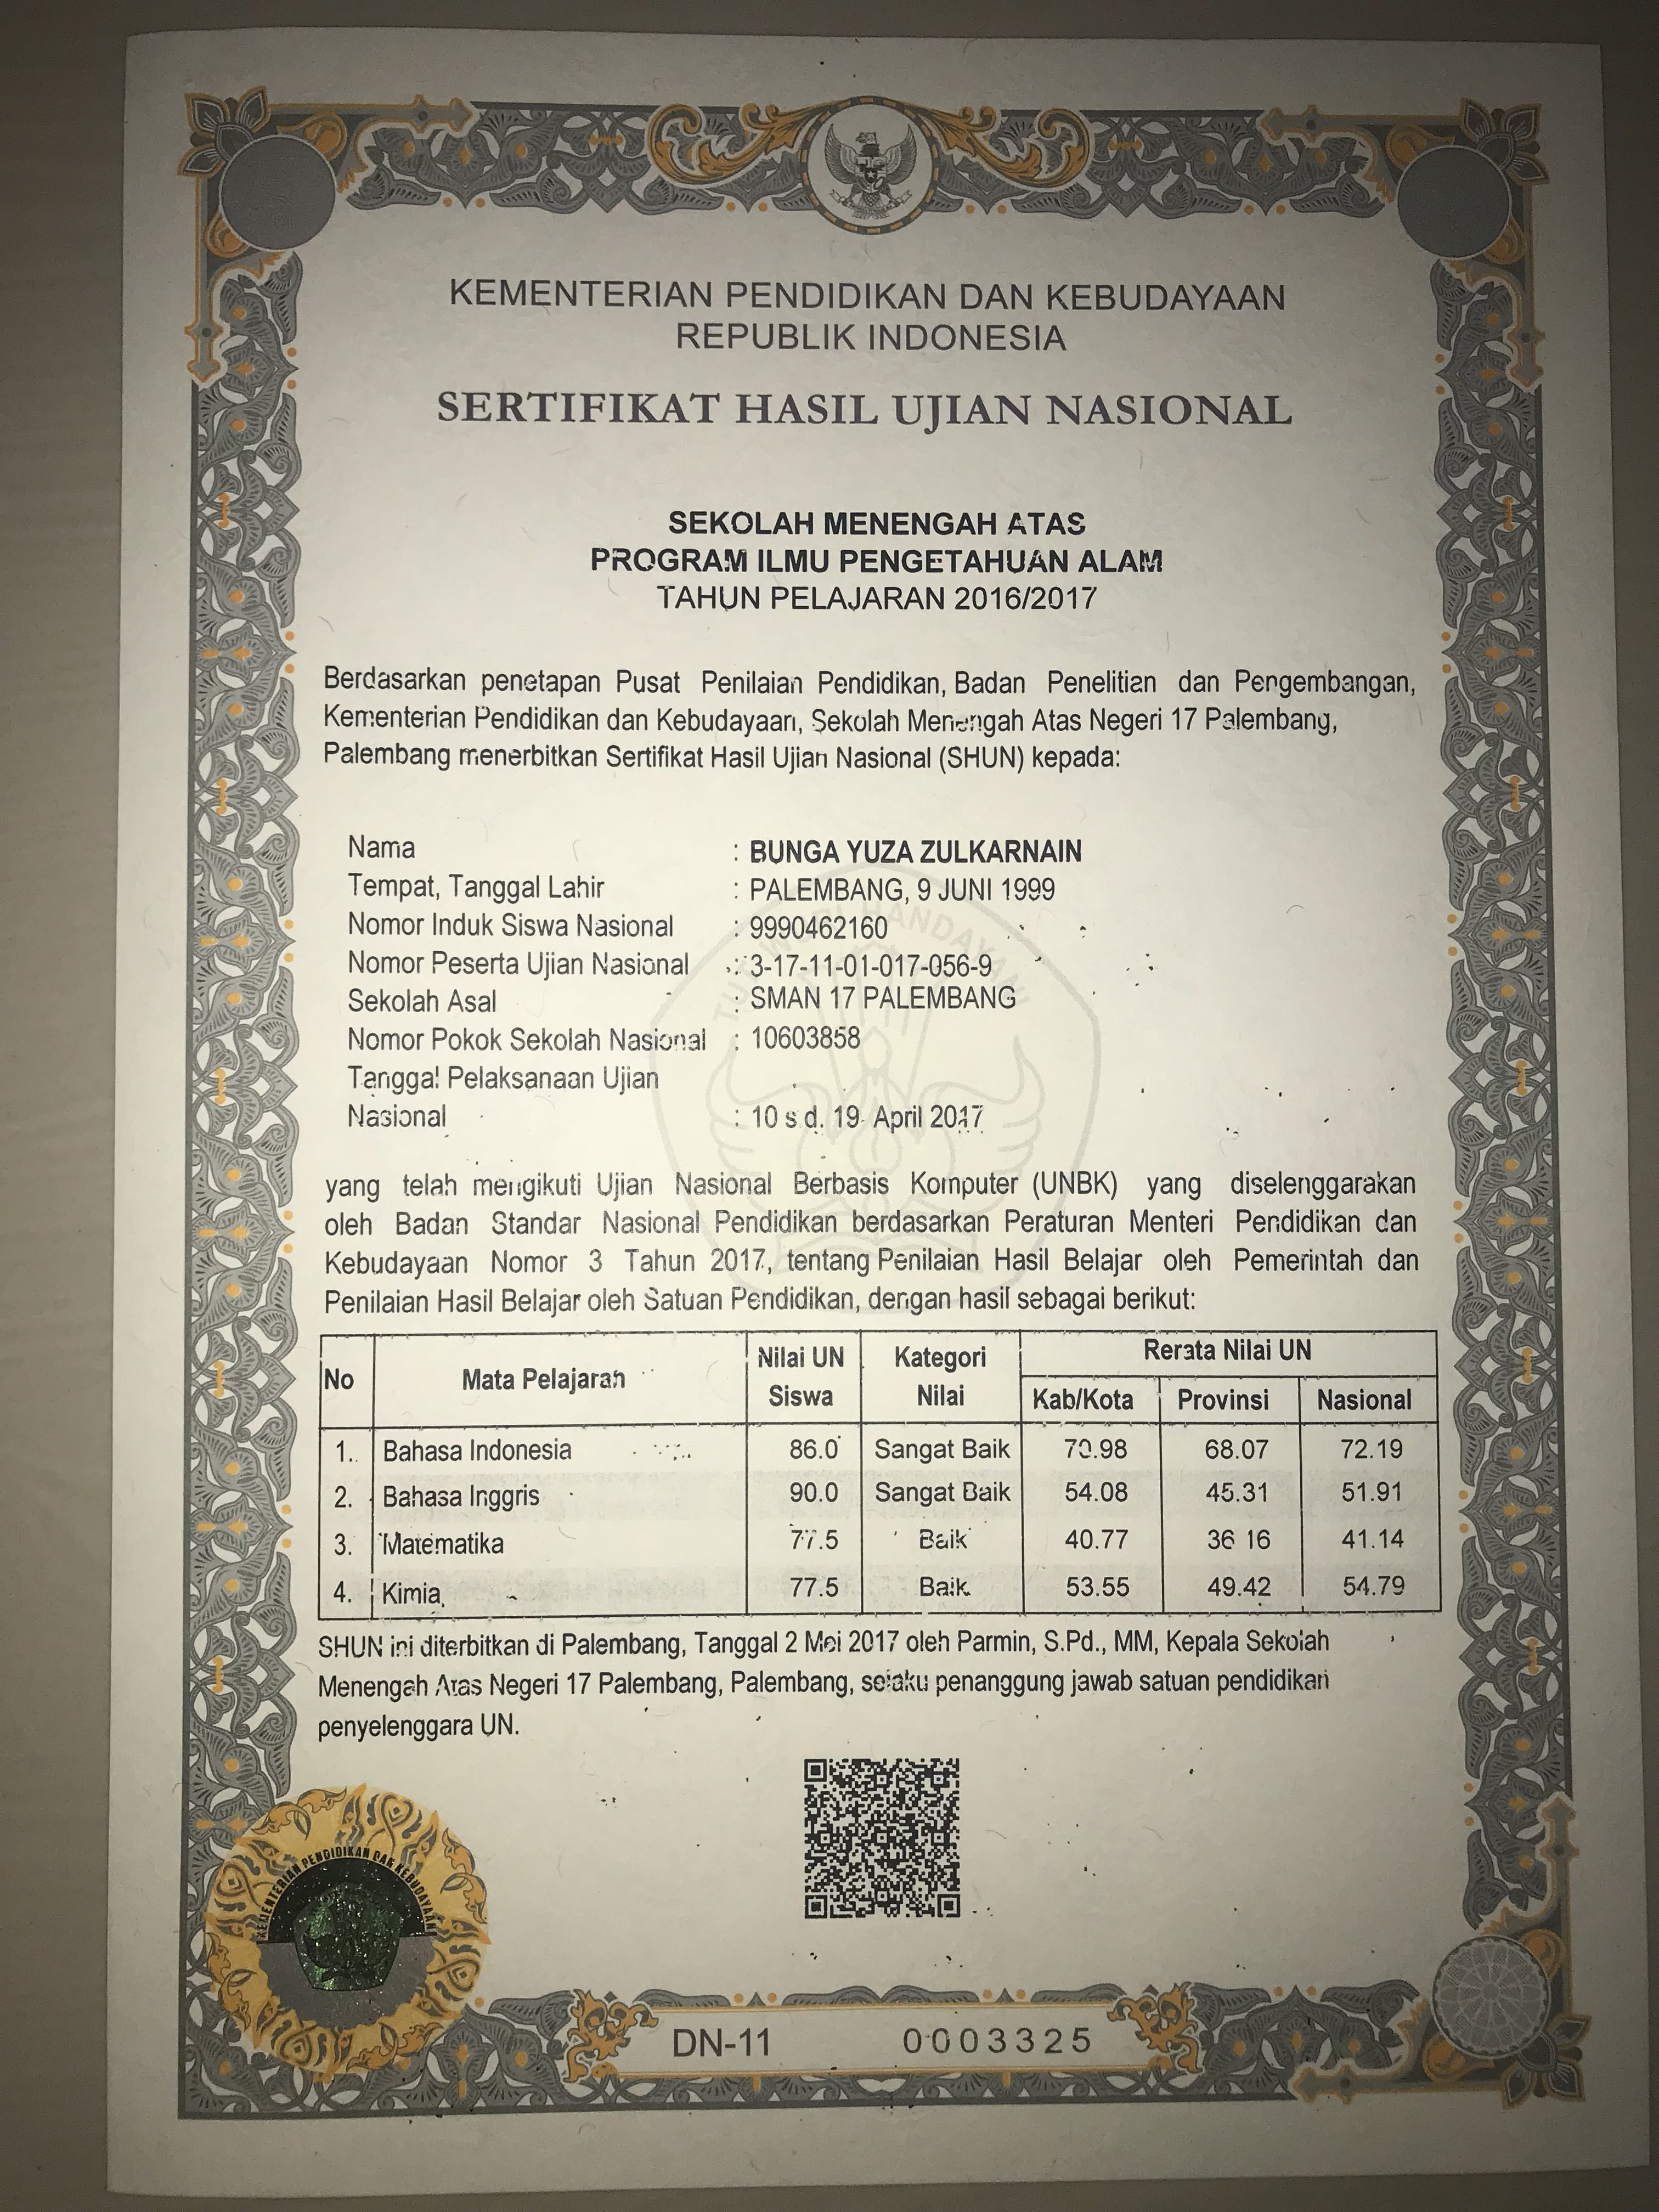 KEMENTERIAN PENDIDIKAN DAN KEBUDAYAAN
REPUBLIK INDONESIA
SERTIFIKAT HASIL UJIAN NASIONAL
SEKOLAH MENENGAH ATAS
PROGRAM ILMU PENGETAHUAN ALAM
TAHUN PELAJARAN 2016/2017
Berdasarkan penetapan Pusat Penilaian Pendidikan, Badan Penelitian dan Pengembangan,
Kementerian Pendidikan dan Kebudayaan, Sekolah Menengah Atas Negeri 17 Palembang,
Palembang menerbitkan Sertifikat Hasil Ujian Nasional (SHUN) kepada:
Nama : BUNGA YUZA ZULKARNAIN
Tempat, Tanggal Lahir : PALEMBANG, 9 JUNI 1999
Nomor Induk Siswa Nasional : 9990462160
Nomor Peserta Ujian Nasional : 3-17-11-01-017-056-9
Sekolah Asal : SMAN 17 PALEMBANG
Nomor Pokok Sekolah Nasional : 10603858
Tanggal Pelaksanaan Ujian
Nasional : 10 s.d. 19 April 2017
yang telah mengikuti Ujian Nasional Berbasis Komputer (UNBK) yang diselenggarakan
oleh Badan Standar Nasional Pendidikan berdasarkan Peraturan Menteri Pendidikan dan
Kebudayaan Nomor 3 Tahun 2017, tentang Penilaian Hasil Belajar oleh Pemerintah dan
Penilaian Hasil Belajar oleh Satuan Pendidikan, dengan hasil sebagai berikut:
No Mata Pelajaran Nilai UN Siswa Kategori Nilai Rerata Nilai UN
Kab/Kota Provinsi Nasional
1. Bahasa Indonesia 86.0 Sangat Baik 70.98 68.07 72.19
2. Bahasa Inggris 90.0 Sangat Baik 54.08 45.31 51.91
3. Matematika 77.5 Baik 40.77 36.16 41.14
4. Kimia 77.5 Baik 53.55 49.42 54.79
SHUN ini diterbitkan di Palembang, Tanggal 2 Mei 2017 oleh Parmin, S.Pd., MM, Kepala Sekolah
Menengah Atas Negeri 17 Palembang, Palembang, selaku penanggung jawab satuan pendidikan
penyelenggara UN.
KEMENTERIAN PENDIDIKAN DAN KEBUDAYAAN
DN-11 0003325
TUT WURI HANDAYANI